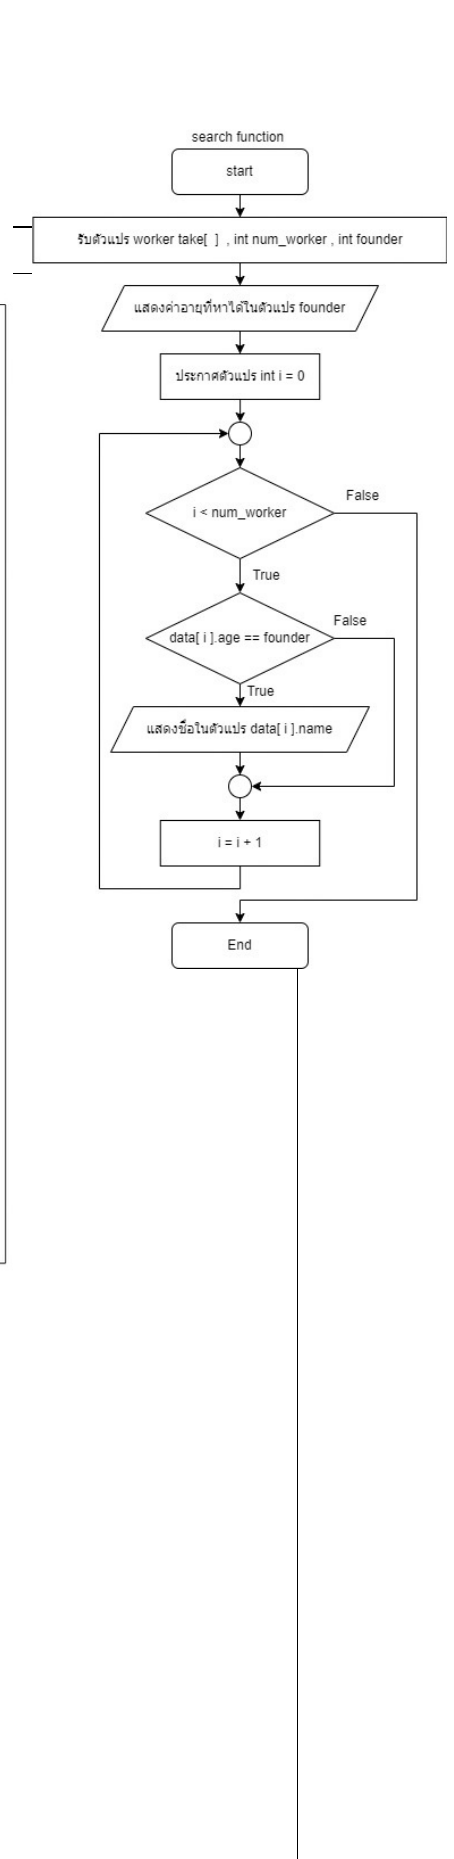 search function
start
รับตัวแปร worker take[ ] , int num_worker , int founder
แสดงค่าอายุที่หาได้ในตัวแปร founder
ประกาศตัวแปร int i = 0
i < num_worker
False
True
data[ i ].age == founder
False
True
แสดงชื่อในตัวแปร data[ i ].name
i = i + 1
End